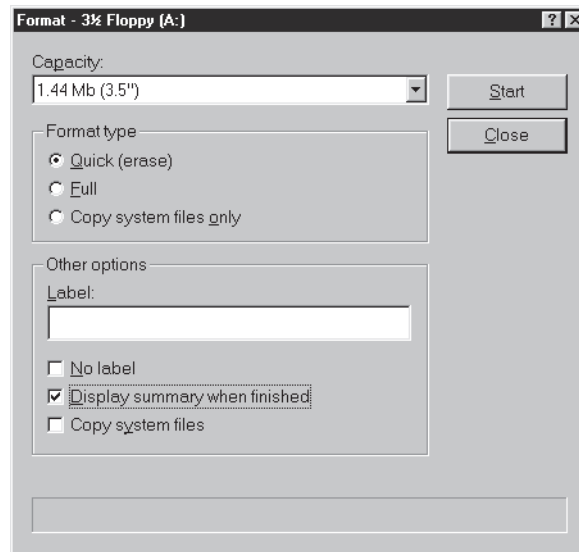 Format - 3½ Floppy (A:)
Capacity:
1.44 Mb (3.5")
Start
Close
Format type
Quick (erase)
Full
Copy system files only
Other options
Label:
No label
Display summary when finished
Copy system files